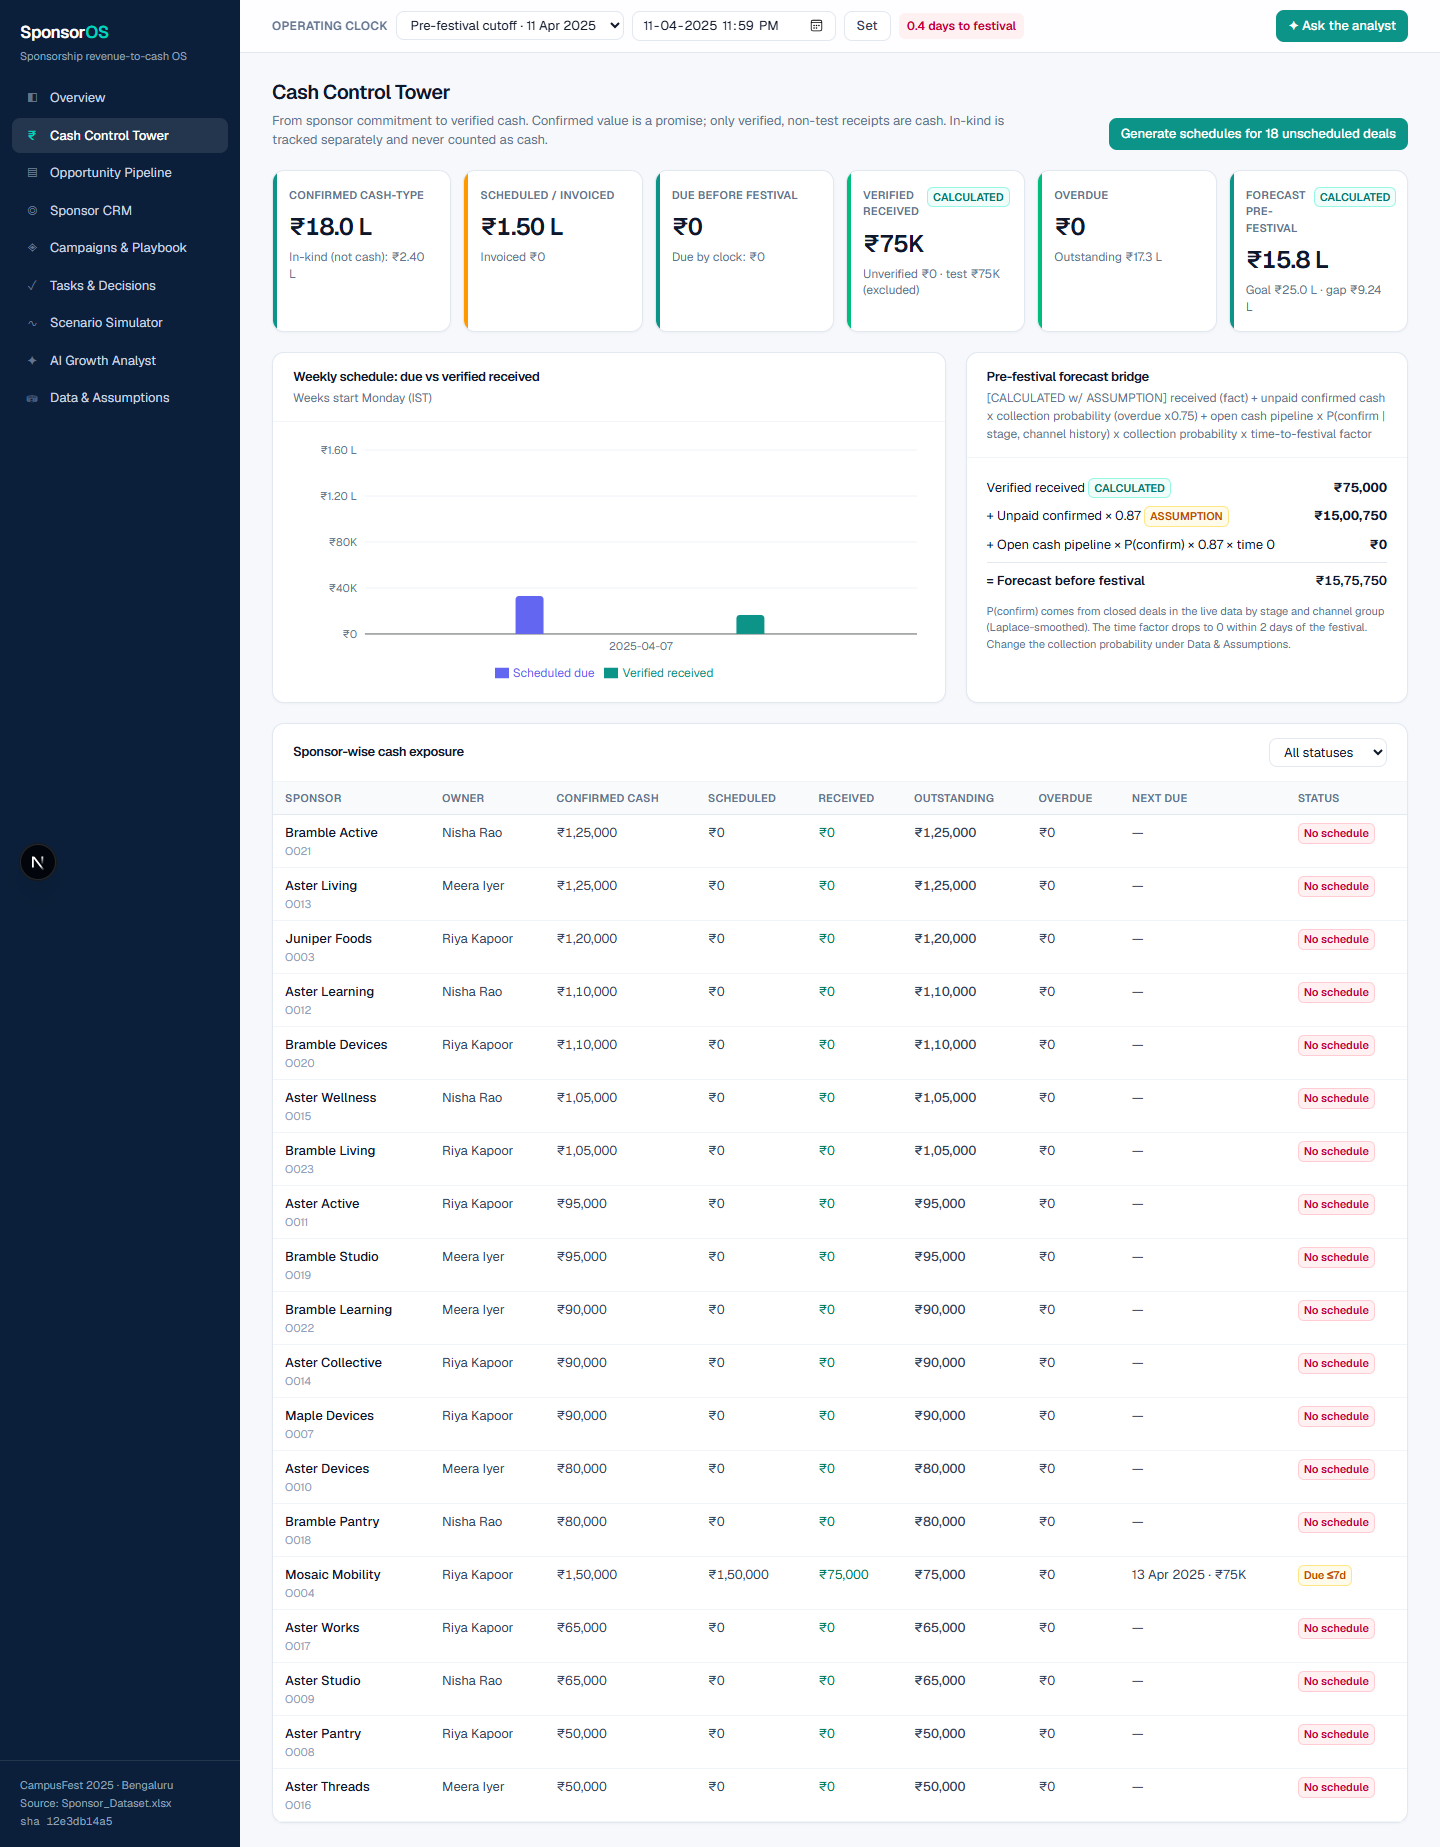 SponsorOS
Sponsorship revenue-to-cash OS
Overview
₹ Cash Control Tower
Opportunity Pipeline
Sponsor CRM
Campaigns & Playbook
Tasks & Decisions
Scenario Simulator
AI Growth Analyst
Data & Assumptions
N
CampusFest 2025 · Bengaluru
Source: Sponsor_Dataset.xlsx
sha 12e3db14a5
OPERATING CLOCK Pre-festival cutoff · 11 Apr 2025 11-04-2025 11:59 PM Set 0.4 days to festival ✦ Ask the analyst
Cash Control Tower
From sponsor commitment to verified cash. Confirmed value is a promise; only verified, non-test receipts are cash. In-kind is
tracked separately and never counted as cash.
Generate schedules for 18 unscheduled deals
CONFIRMED CASH-TYPE
₹18.0 L
In-kind (not cash): ₹2.40
L
SCHEDULED / INVOICED
₹1.50 L
Invoiced ₹0
DUE BEFORE FESTIVAL
₹0
Due by clock: ₹0
VERIFIED
RECEIVED
CALCULATED
₹75K
Unverified ₹0 · test ₹75K
(excluded)
OVERDUE
₹0
Outstanding ₹17.3 L
FORECAST
PRE-
FESTIVAL
CALCULATED
₹15.8 L
Goal ₹25.0 L · gap ₹9.24
L
Weekly schedule: due vs verified received
Weeks start Monday (IST)
₹1.60 L
₹1.20 L
₹80K
₹40K
₹0
2025-04-07
Scheduled due Verified received
Pre-festival forecast bridge
[CALCULATED w/ ASSUMPTION] received (fact) + unpaid confirmed cash
x collection probability (overdue x0.75) + open cash pipeline x P(confirm |
stage, channel history) x collection probability x time-to-festival factor
Verified received CALCULATED ₹75,000
+ Unpaid confirmed × 0.87 ASSUMPTION ₹15,00,750
+ Open cash pipeline × P(confirm) × 0.87 × time 0 ₹0
= Forecast before festival ₹15,75,750
P(confirm) comes from closed deals in the live data by stage and channel group
(Laplace-smoothed). The time factor drops to 0 within 2 days of the festival.
Change the collection probability under Data & Assumptions.
Sponsor-wise cash exposure All statuses
SPONSOR OWNER CONFIRMED CASH SCHEDULED RECEIVED OUTSTANDING OVERDUE NEXT DUE STATUS
Bramble Active Nisha Rao ₹1,25,000 ₹0 ₹0 ₹1,25,000 ₹0 — No schedule
O021
Aster Living Meera Iyer ₹1,25,000 ₹0 ₹0 ₹1,25,000 ₹0 — No schedule
O013
Juniper Foods Riya Kapoor ₹1,20,000 ₹0 ₹0 ₹1,20,000 ₹0 — No schedule
O003
Aster Learning Nisha Rao ₹1,10,000 ₹0 ₹0 ₹1,10,000 ₹0 — No schedule
O012
Bramble Devices Riya Kapoor ₹1,10,000 ₹0 ₹0 ₹1,10,000 ₹0 — No schedule
O020
Aster Wellness Nisha Rao ₹1,05,000 ₹0 ₹0 ₹1,05,000 ₹0 — No schedule
O015
Bramble Living Riya Kapoor ₹1,05,000 ₹0 ₹0 ₹1,05,000 ₹0 — No schedule
O023
Aster Active Riya Kapoor ₹95,000 ₹0 ₹0 ₹95,000 ₹0 — No schedule
O011
Bramble Studio Meera Iyer ₹95,000 ₹0 ₹0 ₹95,000 ₹0 — No schedule
O019
Bramble Learning Meera Iyer ₹90,000 ₹0 ₹0 ₹90,000 ₹0 — No schedule
O022
Aster Collective Riya Kapoor ₹90,000 ₹0 ₹0 ₹90,000 ₹0 — No schedule
O014
Maple Devices Riya Kapoor ₹90,000 ₹0 ₹0 ₹90,000 ₹0 — No schedule
O007
Aster Devices Meera Iyer ₹80,000 ₹0 ₹0 ₹80,000 ₹0 — No schedule
O010
Bramble Pantry Nisha Rao ₹80,000 ₹0 ₹0 ₹80,000 ₹0 — No schedule
O018
Mosaic Mobility Riya Kapoor ₹1,50,000 ₹1,50,000 ₹75,000 ₹75,000 ₹0 13 Apr 2025 · ₹75K Due ≤7d
O004
Aster Works Riya Kapoor ₹65,000 ₹0 ₹0 ₹65,000 ₹0 — No schedule
O017
Aster Studio Nisha Rao ₹65,000 ₹0 ₹0 ₹65,000 ₹0 — No schedule
O009
Aster Pantry Riya Kapoor ₹50,000 ₹0 ₹0 ₹50,000 ₹0 — No schedule
O008
Aster Threads Meera Iyer ₹50,000 ₹0 ₹0 ₹50,000 ₹0 — No schedule
O016